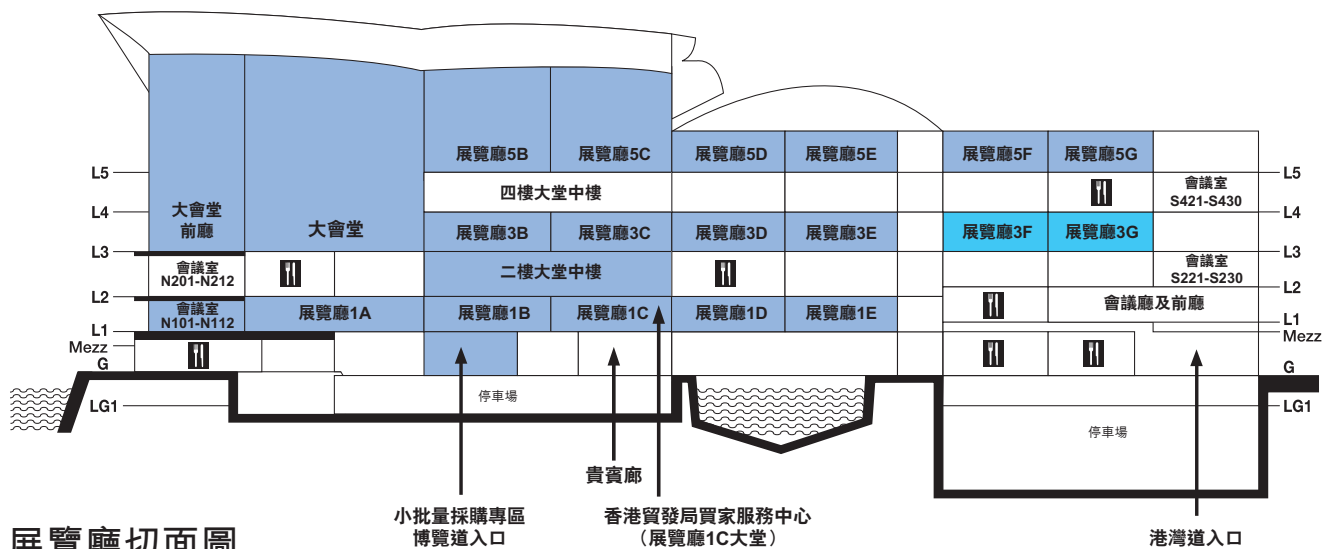 展覽廳5B
展覽廳5C
展覽廳5D
展覽廳5E
展覽廳5F
展覽廳5G
L5
L5
四樓大堂中樓
會議室
S421-S430
L4
L4
大會堂
前廳
大會堂
展覽廳3B
展覽廳3C
展覽廳3D
展覽廳3E
展覽廳3F
展覽廳3G
L3
L3
會議室
N201-N212
二樓大堂中樓
會議室
S221-S230
L2
L2
會議室
N101-N112
展覽廳1A
展覽廳1B
展覽廳1C
展覽廳1D
展覽廳1E
會議廳及前廳
L1
L1
Mezz
Mezz
G
G
LG1
LG1
停車場
停車場
貴賓廊
小批量採購專區
博覽道入口
香港貿發局買家服務中心
（展覽廳1C大堂）
港灣道入口
展覽廳切面圖